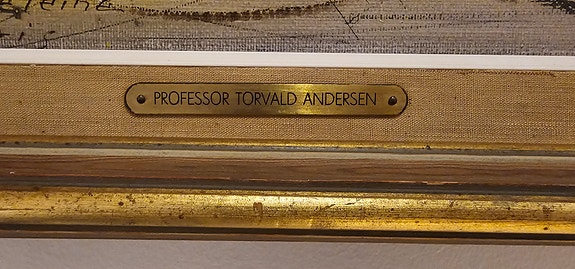 PROFESSOR TORVALD ANDERSEN